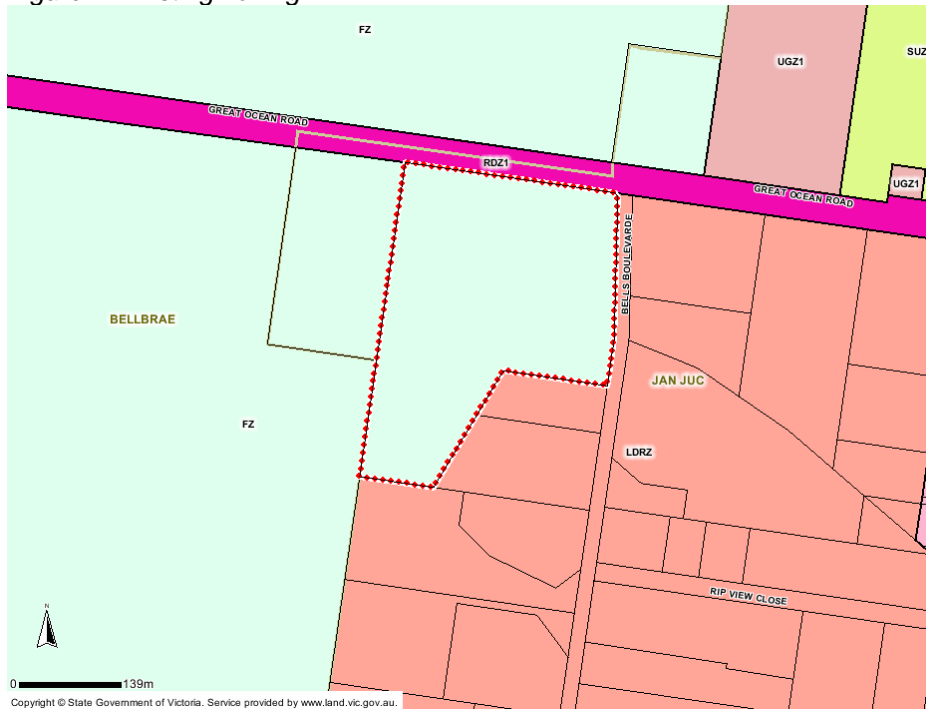 FZ
UGZ1
SUZ
GREAT OCEAN ROAD
RDZ1
UGZ1
GREAT OCEAN ROAD
BELLS BOULEVARDE
BELLBRAE
JAN JUC
FZ
LDRZ
RIP VIEW CLOSE
N
0 139m
Copyright © State Government of Victoria. Service provided by www.land.vic.gov.au.